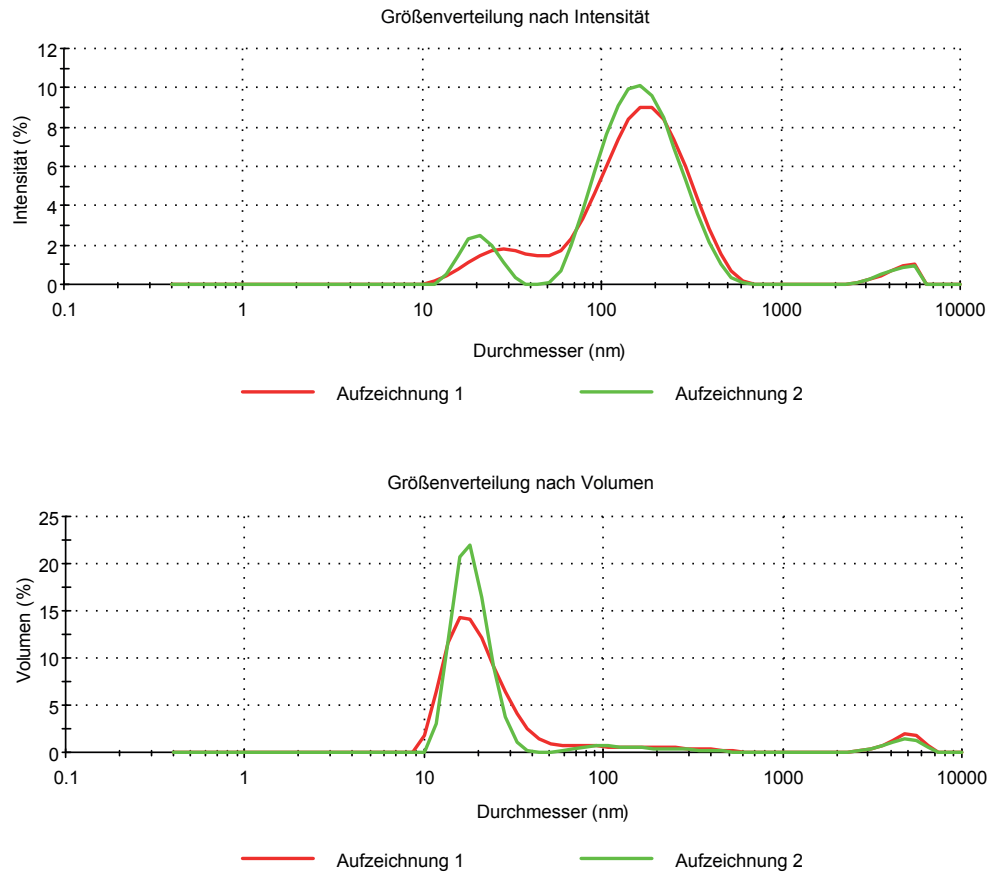 Größenverteilung nach Intensität
12
10
8
6
4
2
0
Intensität (%)
0.1 1 10 100 1000 10000
Durchmesser (nm)
Aufzeichnung 1 Aufzeichnung 2
Größenverteilung nach Volumen
25
20
15
10
5
0
Volumen (%)
0.1 1 10 100 1000 10000
Durchmesser (nm)
Aufzeichnung 1 Aufzeichnung 2